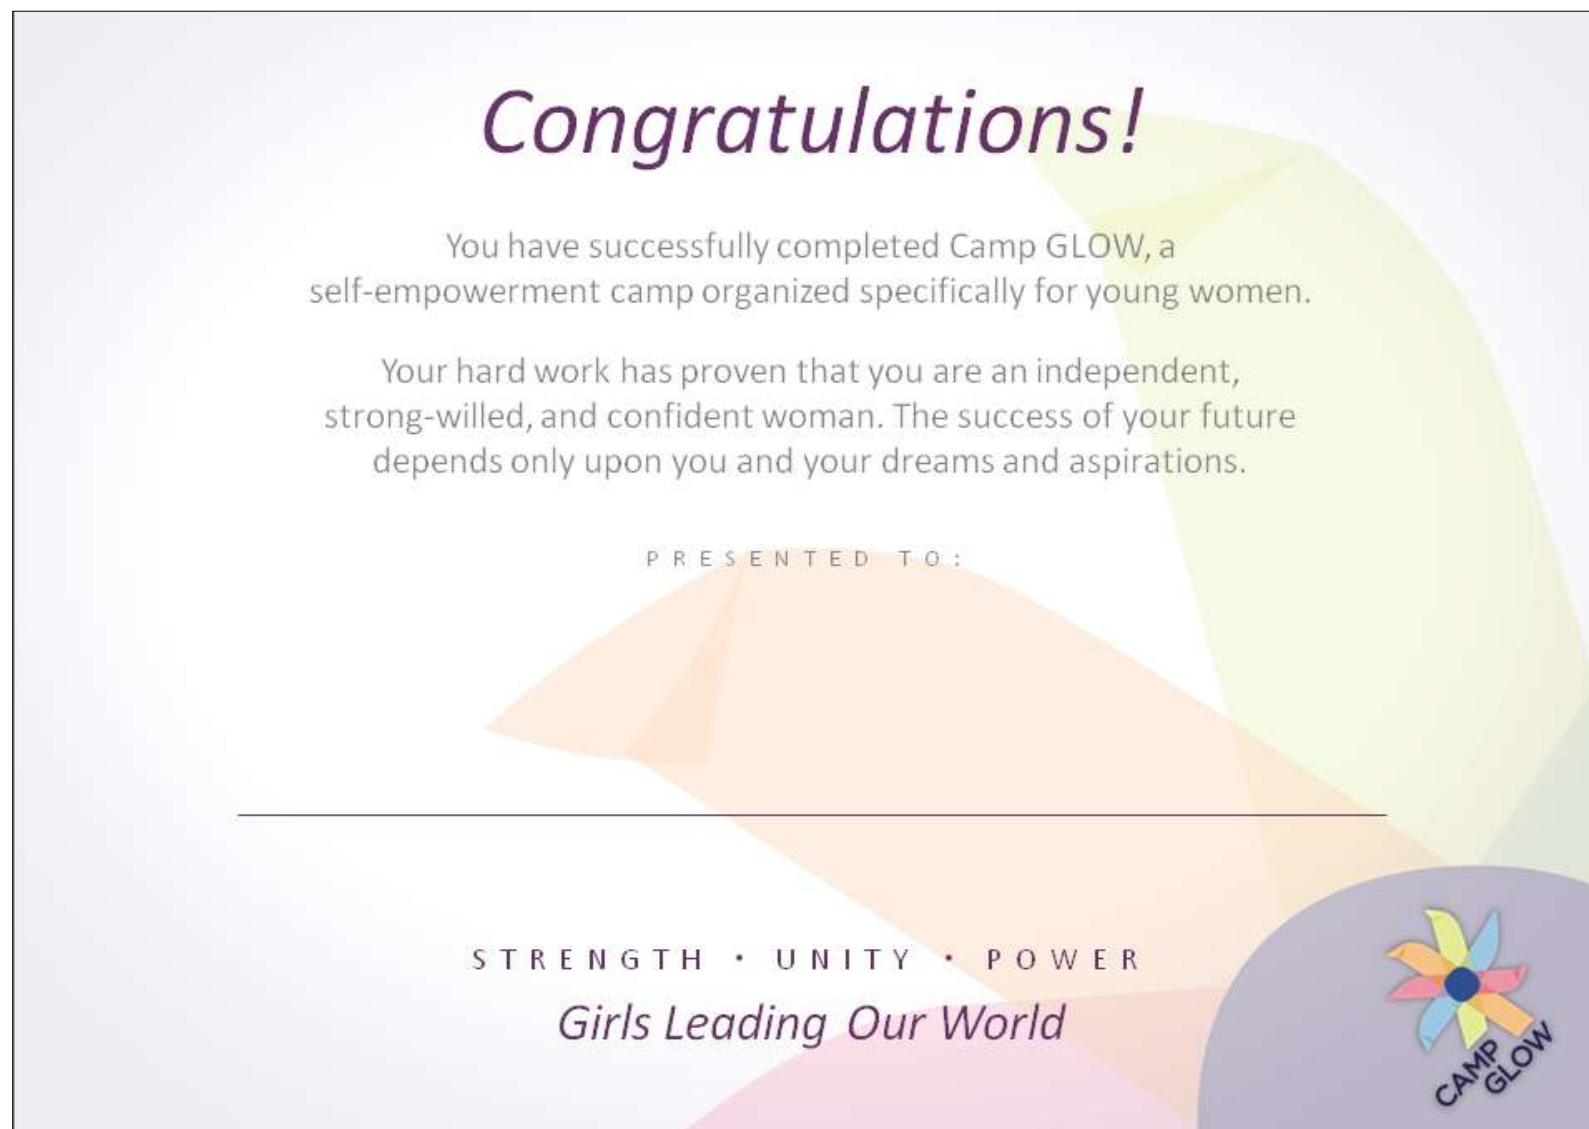 Congratulations!
You have successfully completed Camp GLOW, a
self-empowerment camp organized specifically for young women.
Your hard work has proven that you are an independent,
strong-willed, and confident woman. The success of your future
depends only upon you and your dreams and aspirations.
PRESENTED TO:
STRENGTH • UNITY • POWER
Girls Leading Our World
CAMP
GLOW